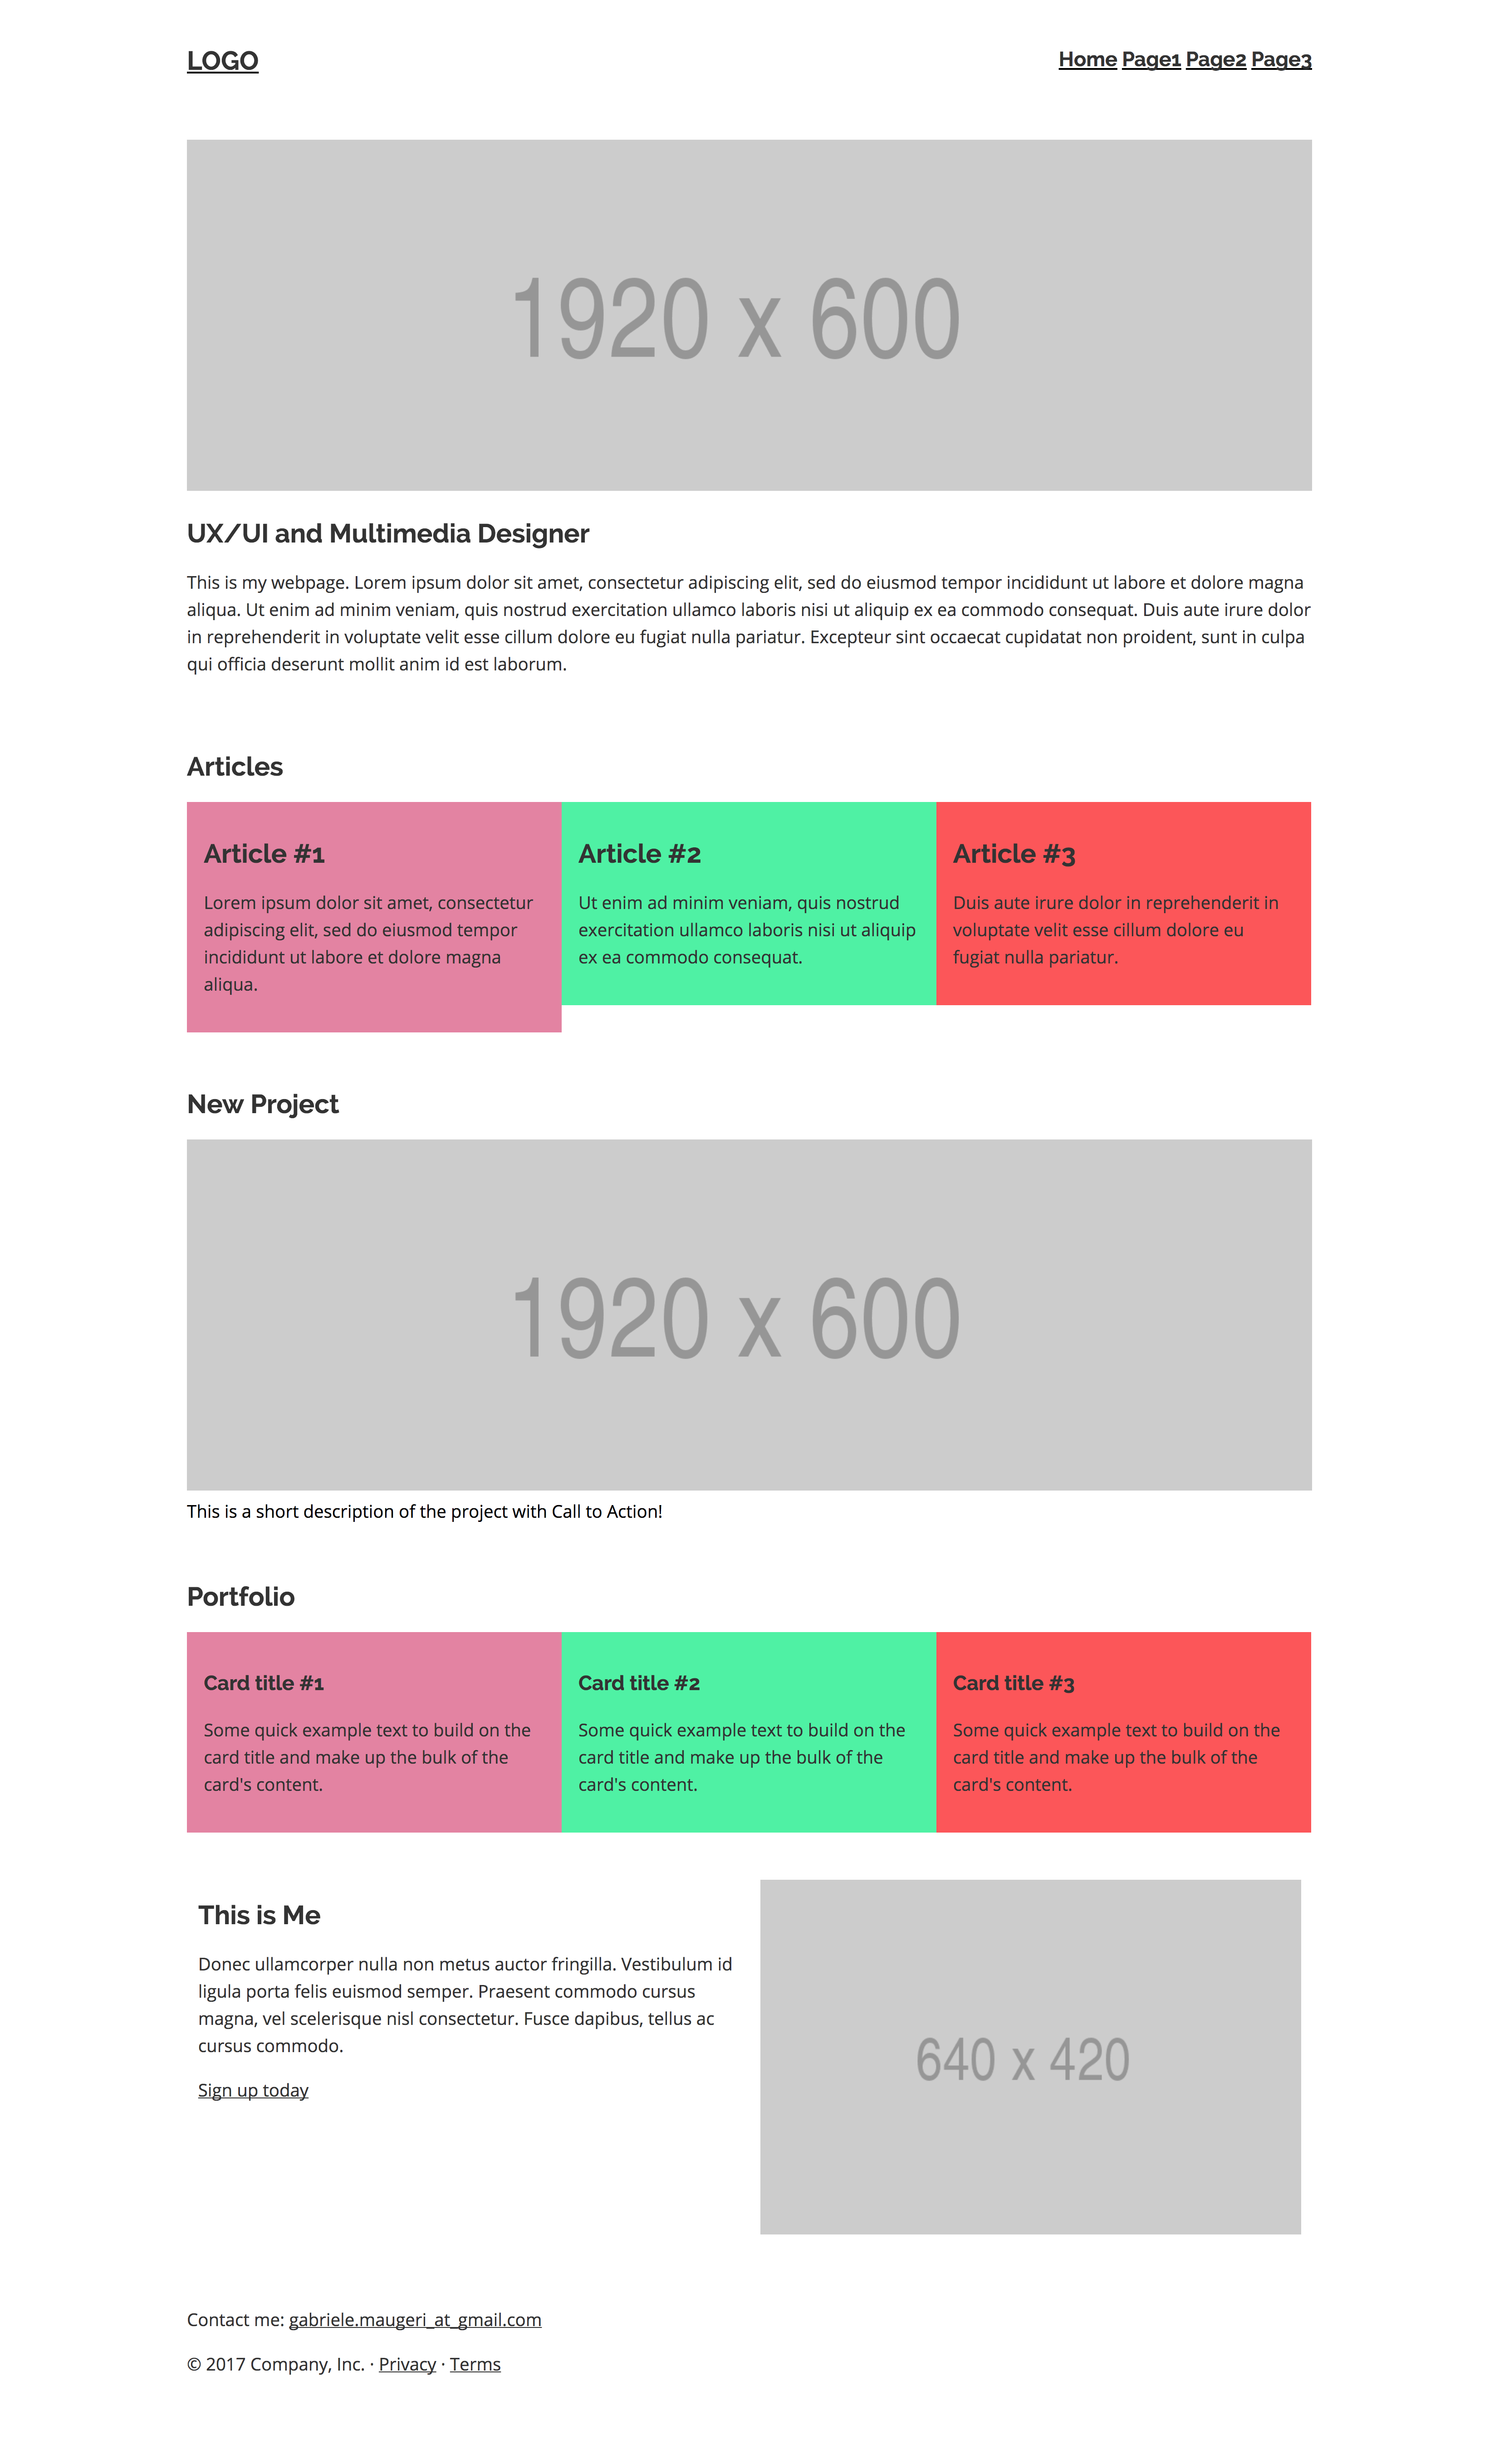 LOGO
Home Page1 Page2 Page3
1920 x 600
UX/UI and Multimedia Designer
This is my webpage. Lorem ipsum dolor sit amet, consectetur adipiscing elit, sed do eiusmod tempor incididunt ut labore et dolore magna
aliqua. Ut enim ad minim veniam, quis nostrud exercitation ullamco laboris nisi ut aliquip ex ea commodo consequat. Duis aute irure dolor
in reprehenderit in voluptate velit esse cillum dolore eu fugiat nulla pariatur. Excepteur sint occaecat cupidatat non proident, sunt in culpa
qui officia deserunt mollit anim id est laborum.
Articles
Article #1
Lorem ipsum dolor sit amet, consectetur
adipiscing elit, sed do eiusmod tempor
incididunt ut labore et dolore magna
aliqua.
Article #2
Ut enim ad minim veniam, quis nostrud
exercitation ullamco laboris nisi ut aliquip
ex ea commodo consequat.
Article #3
Duis aute irure dolor in reprehenderit in
voluptate velit esse cillum dolore eu
fugiat nulla pariatur.
New Project
1920 x 600
This is a short description of the project with Call to Action!
Portfolio
Card title #1
Some quick example text to build on the
card title and make up the bulk of the
card's content.
Card title #2
Some quick example text to build on the
card title and make up the bulk of the
card's content.
Card title #3
Some quick example text to build on the
card title and make up the bulk of the
card's content.
This is Me
Donec ullamcorper nulla non metus auctor fringilla. Vestibulum id
ligula porta felis euismod semper. Praesent commodo cursus
magna, vel scelerisque nisl consectetur. Fusce dapibus, tellus ac
cursus commodo.
Sign up today
640 x 420
Contact me: gabriele.maugeri_at_gmail.com
© 2017 Company, Inc. · Privacy · Terms